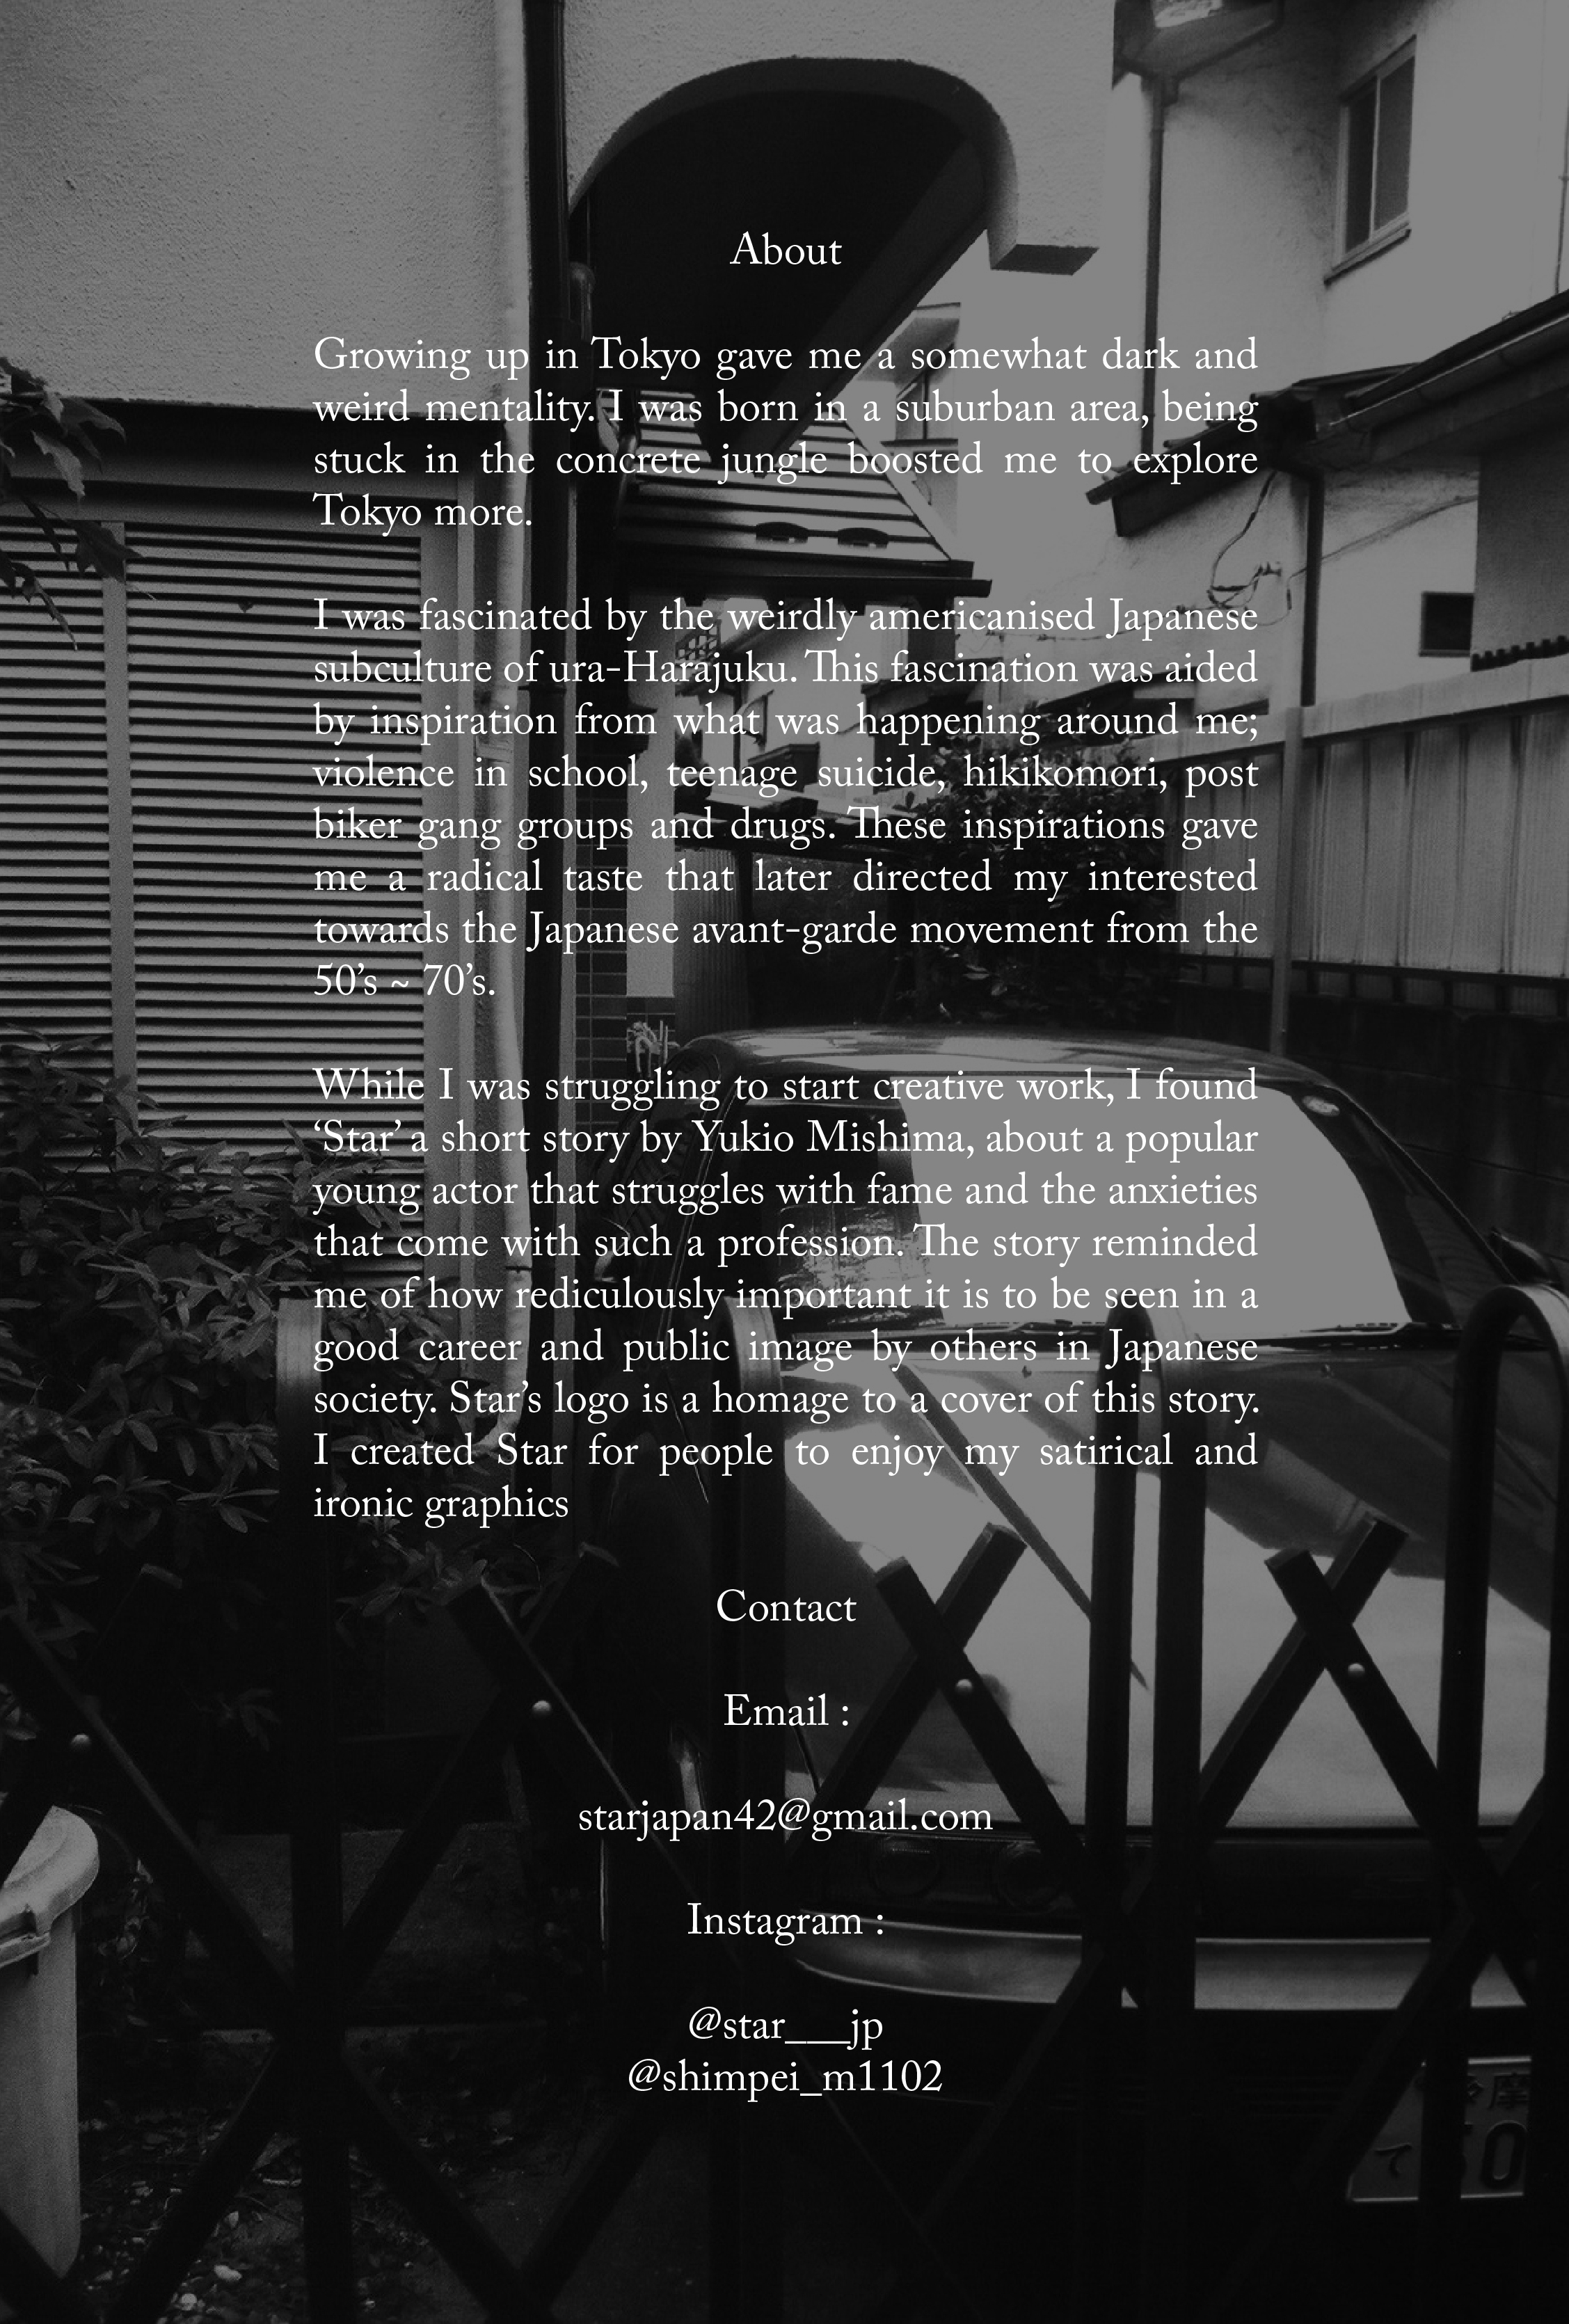 About
Growing up in Tokyo gave me a somewhat dark and
weird mentality. I was born in a suburban area, being
stuck in the concrete jungle boosted me to explore
Tokyo more.
I was fascinated by the weirdly americanised Japanese
subculture of ura-Harajuku. This fascination was aided
by inspiration from what was happening around me;
violence in school, teenage suicide, hikikomori, post
biker gang groups and drugs. These inspirations gave
me a radical taste that later directed my interested
towards the Japanese avant-garde movement from the
50’s ~ 70’s.
While I was struggling to start creative work, I found
‘Star’ a short story by Yukio Mishima, about a popular
young actor that struggles with fame and the anxieties
that come with such a profession. The story reminded
me of how rediculously important it is to be seen in a
good career and public image by others in Japanese
society. Star’s logo is a homage to a cover of this story.
I created Star for people to enjoy my satirical and
ironic graphics
Contact
Email :
starjapan42@gmail.com
Instagram :
@star___jp
@shimpei_m1102
て